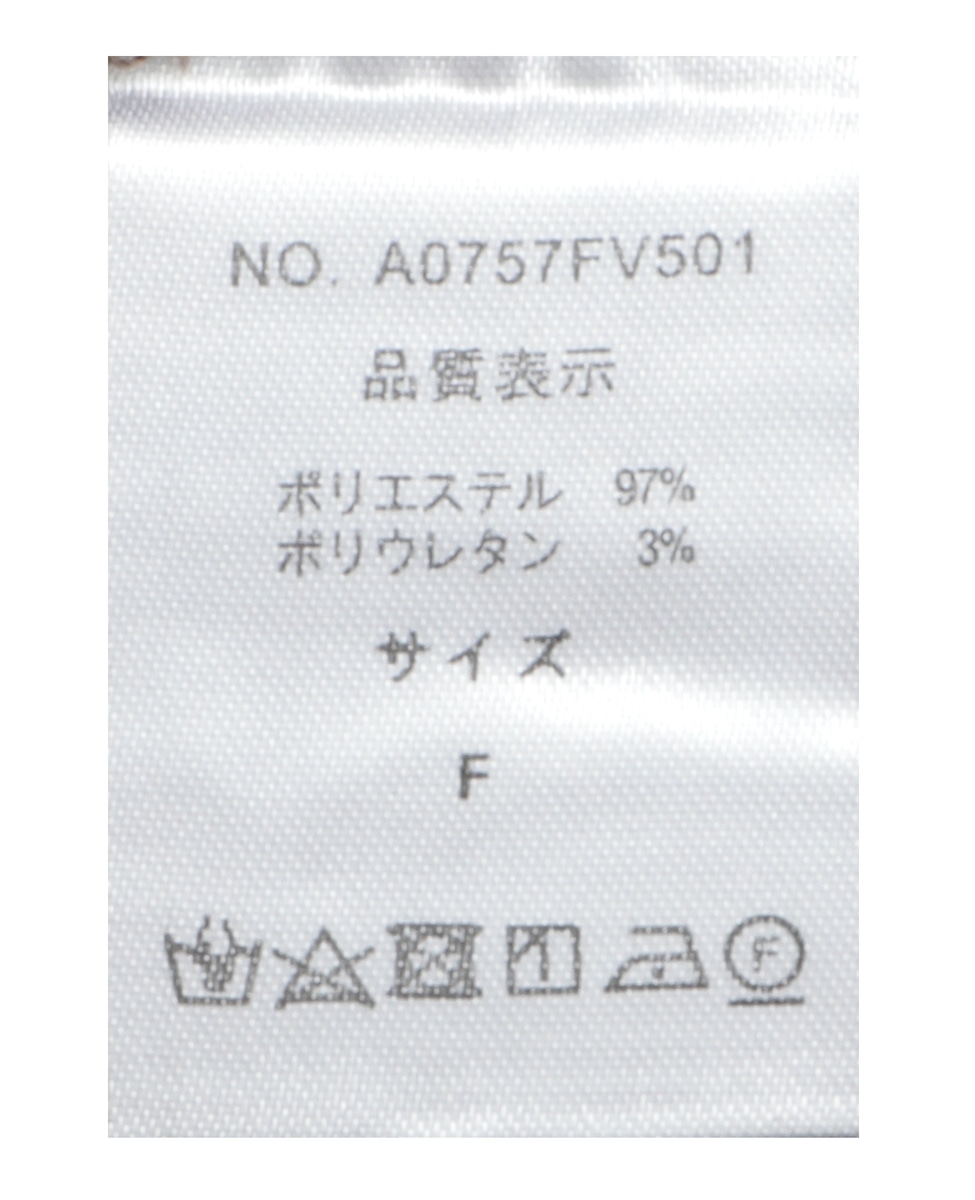 NO. A0757FV501
品質表示
ポリエステル 97%
ポリウレタン 3%
サイズ
F
F